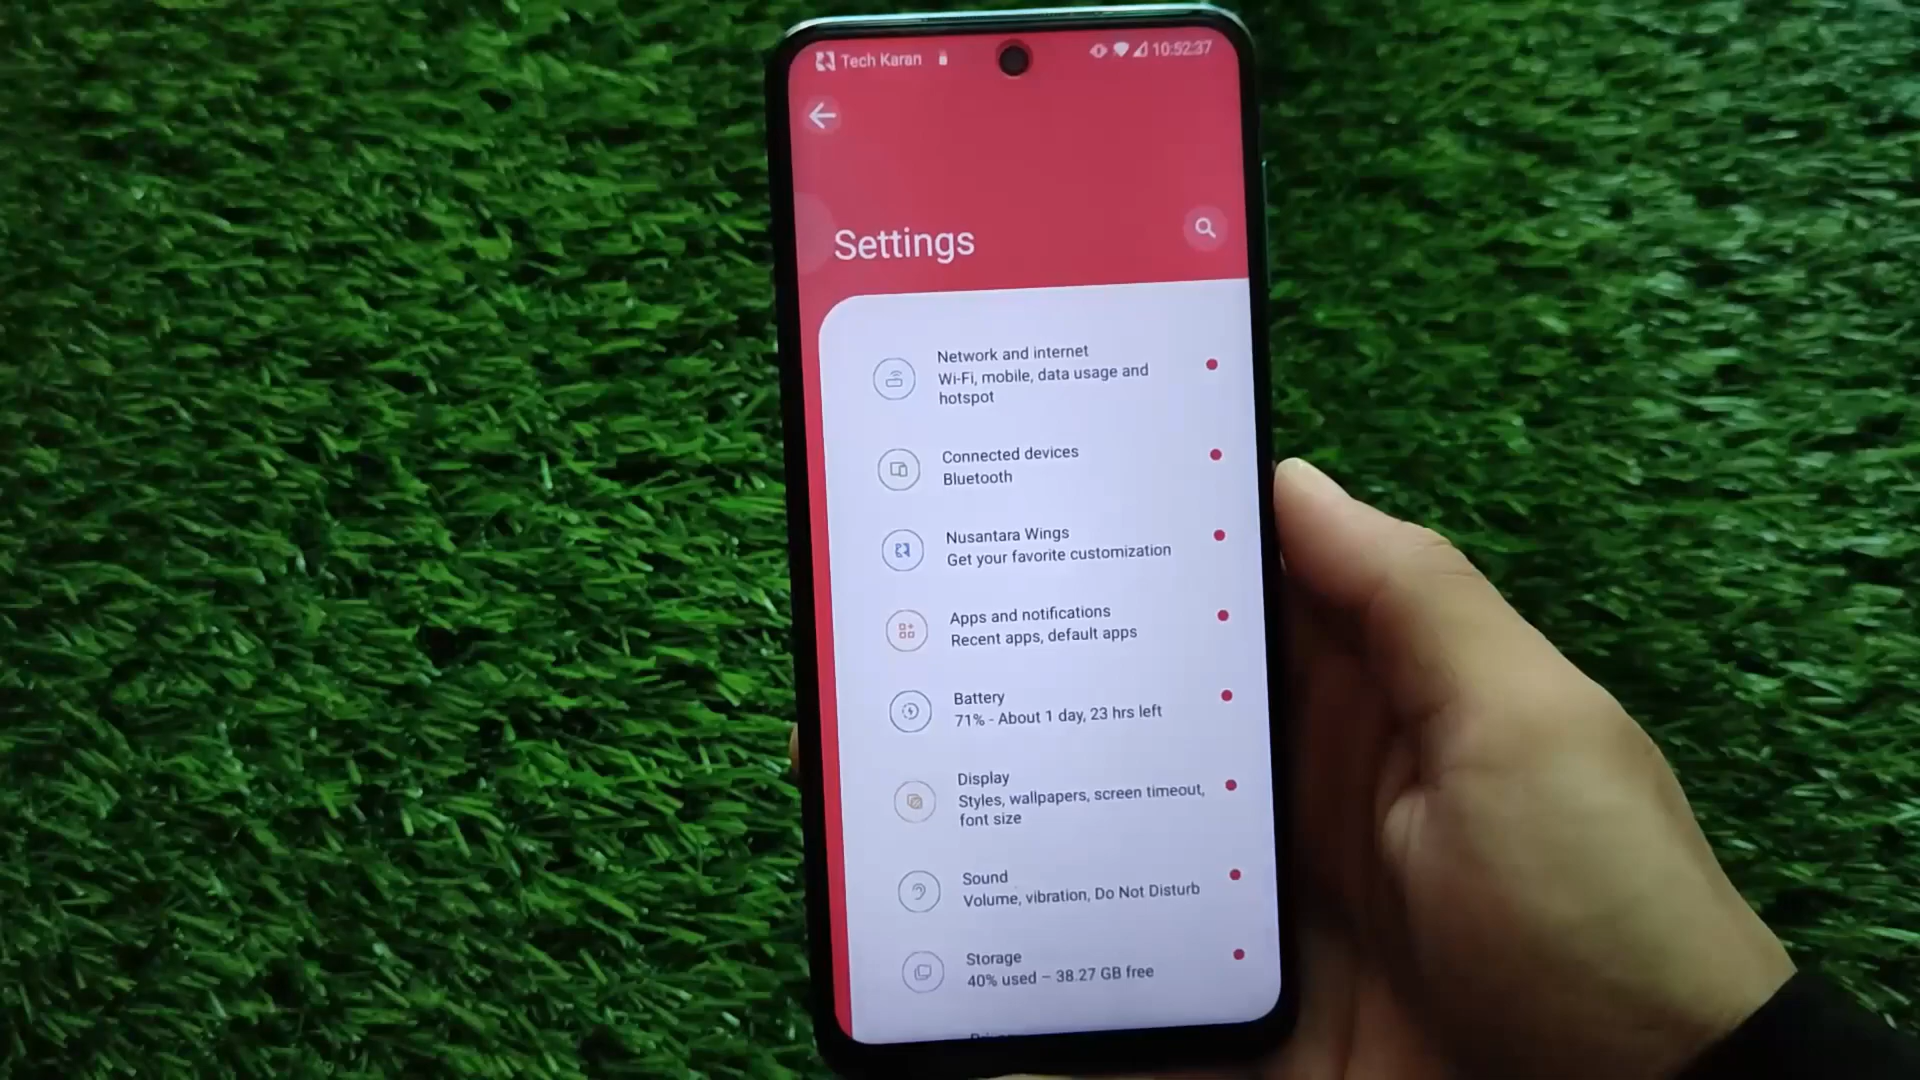 Tech Karan
10:52:37
Settings
Network and internet
Wi-Fi, mobile, data usage and
hotspot
Connected devices
Bluetooth
Nusantara Wings
Get your favorite customization
Apps and notifications
Recent apps, default apps
Battery
71% - About 1 day, 23 hrs left
Display
Styles, wallpapers, screen timeout,
font size
Sound
Volume, vibration, Do Not Disturb
Storage
40% used – 38.27 GB free